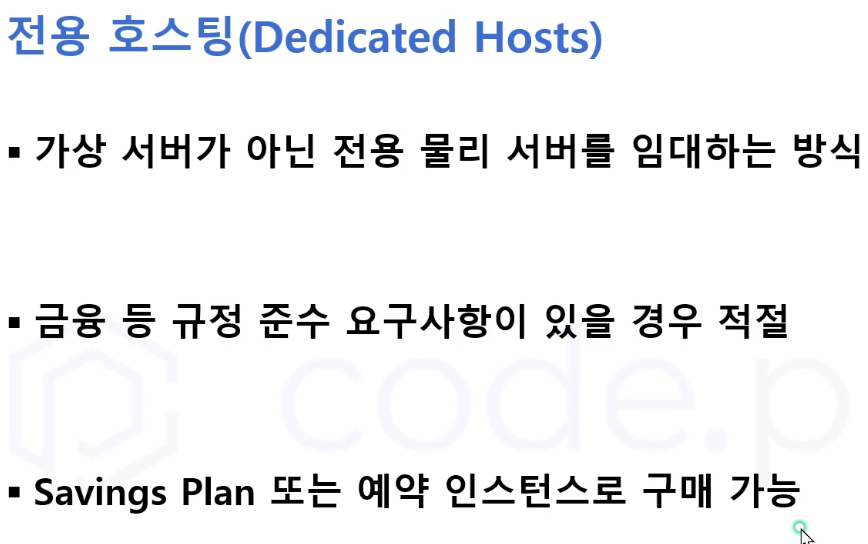 전용 호스팅(Dedicated Hosts)
▪ 가상 서버가 아닌 전용 물리 서버를 임대하는 방식
▪ 금융 등 규정 준수 요구사항이 있을 경우 적절
code.p
▪ Savings Plan 또는 예약 인스턴스로 구매 가능